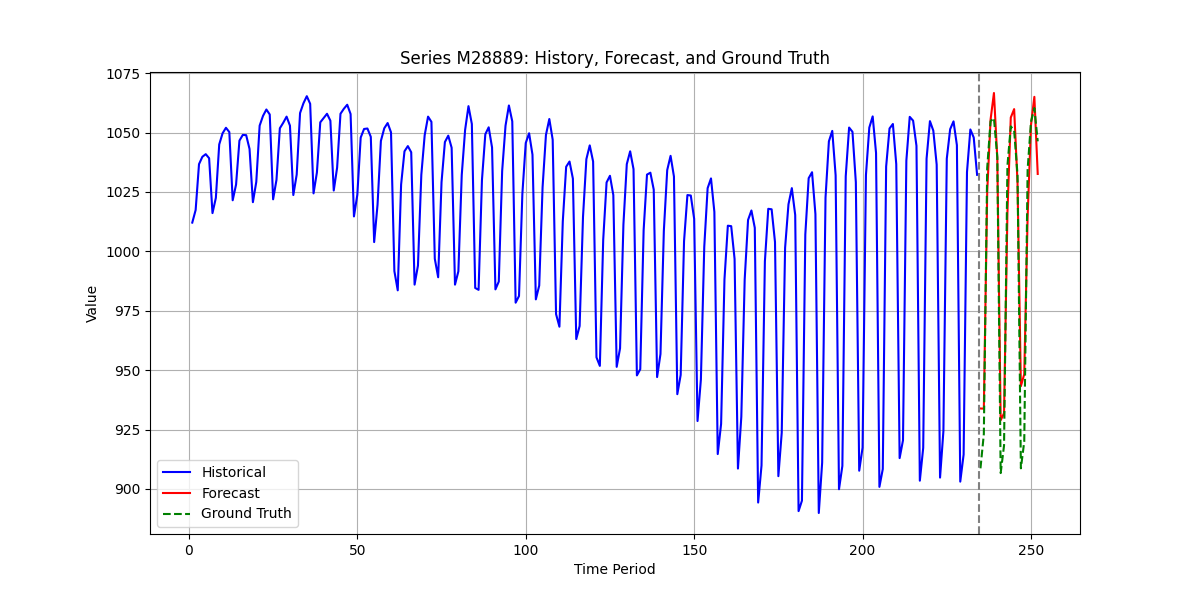 Series M28889: History, Forecast, and Ground Truth
1075
1050
1025
1000
975
950
925
900
Value
Historical
Forecast
Ground Truth
0 50 100 150 200 250
Time Period